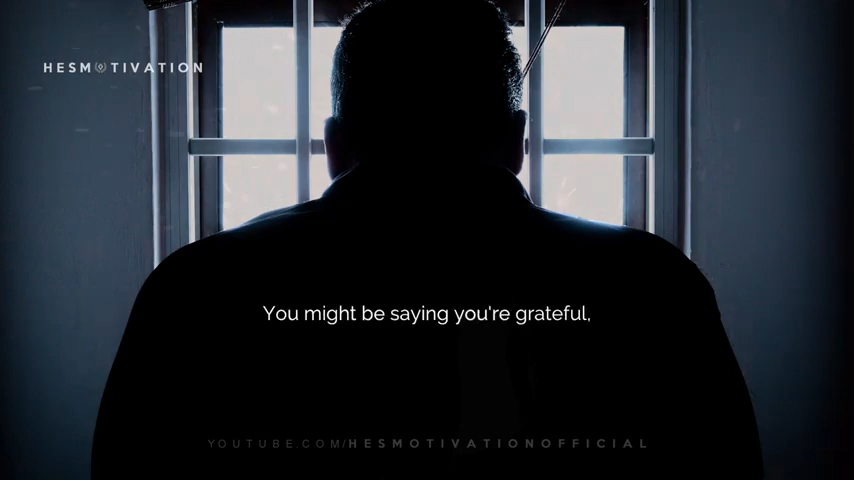 HESMOTIVATION
You might be saying you're grateful,
YOUTUBE.COM/HESMOTIVATIONOFFICIAL